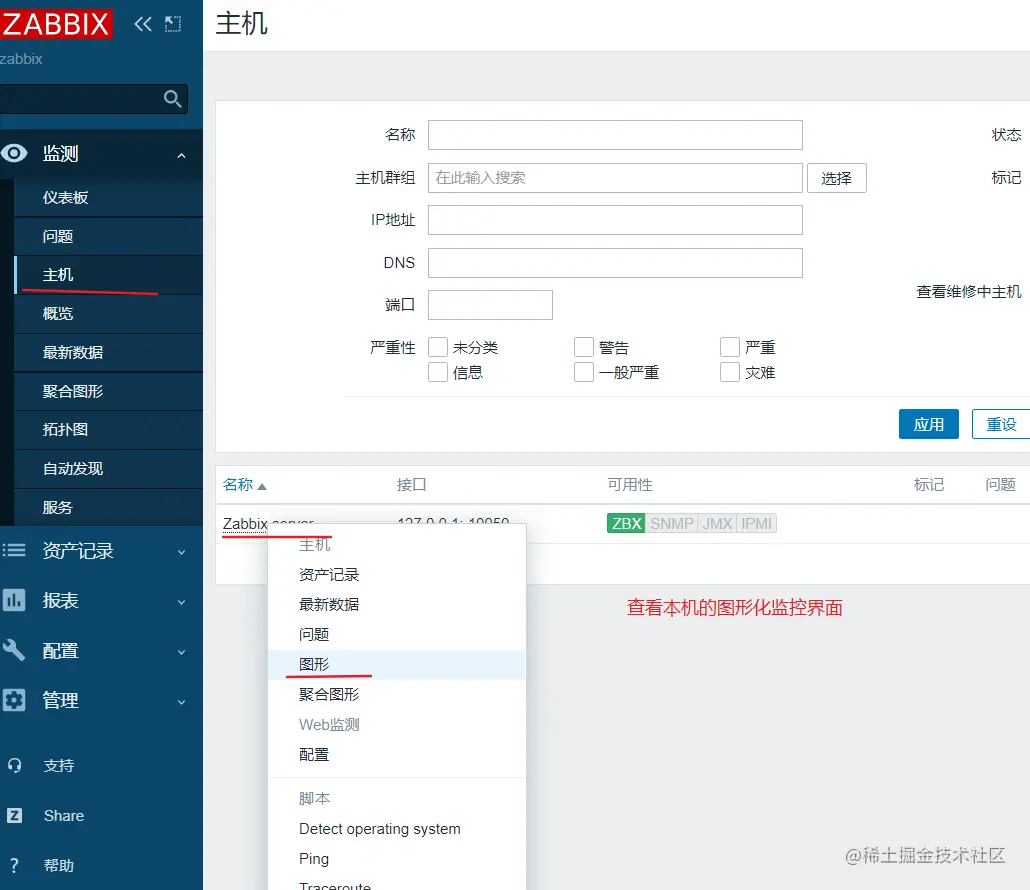 ZABBIX
zabbix
监测
仪表板
问题
主机
概览
最新数据
聚合图形
拓扑图
自动发现
服务
资产记录
报表
配置
管理
支持
Share
帮助
主机
名称
状态
主机群组 在此输入搜索 选择
标记
IP地址
DNS
查看维修中主机
端口
严重性 未分类 警告 严重
信息 一般严重 灾难
应用 重设
名称 接口 可用性 标记 问题
Zabbix server 127.0.0.1: 10050 ZBX SNMP JMX IPMI
主机
资产记录
最新数据
问题
图形
聚合图形
Web监测
配置
脚本
Detect operating system
Ping
Traceroute
查看本机的图形化监控界面
@稀土掘金技术社区